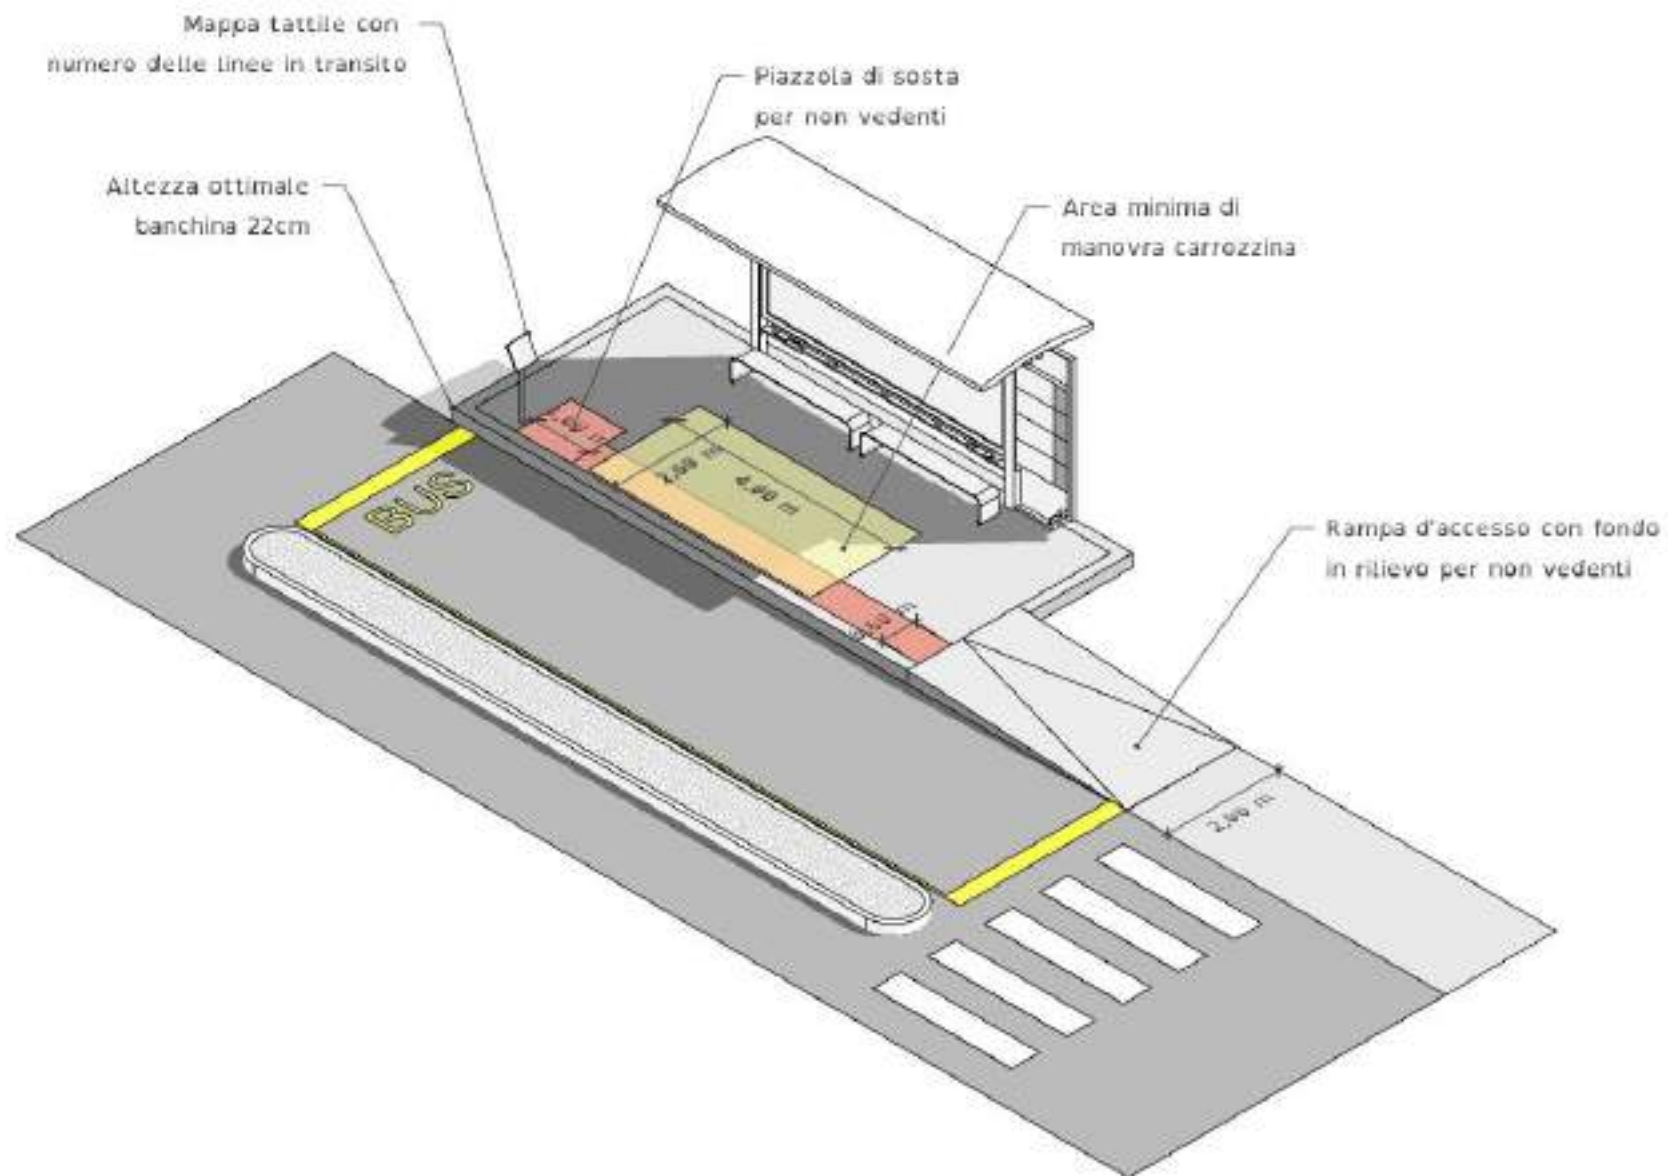 Mappa tattile con
numero delle linee in transito
Piazzola di sosta
per non vedenti
Altezza ottimale
banchina 22cm
Area minima di
manovra carrozzina
2,00 m
4,00 m
BUS
Rampa d'accesso con fondo
in rilievo per non vedenti
2,00 m